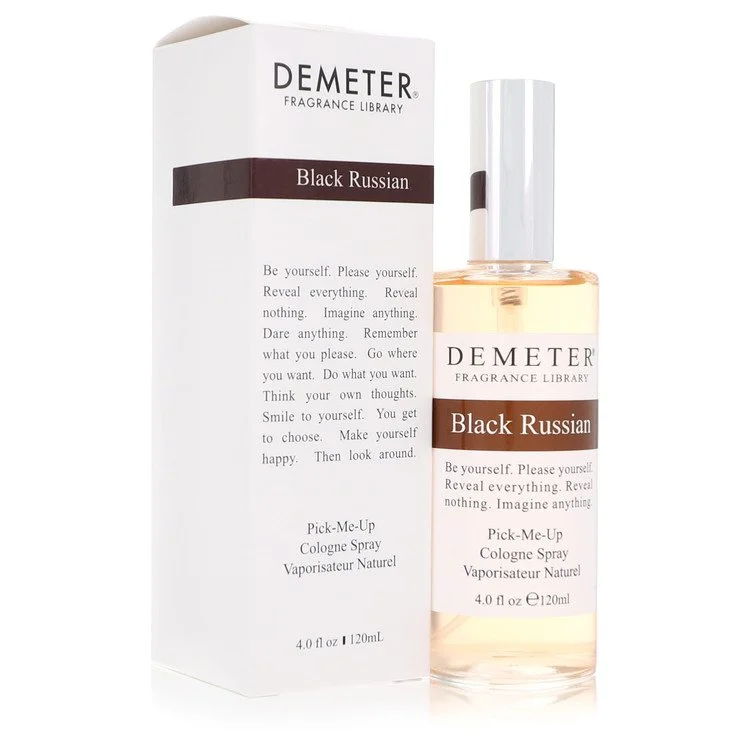 DEMETER®
FRAGRANCE LIBRARY
Black Russian
Be yourself. Please yourself.
Reveal everything. Reveal
nothing. Imagine anything.
Dare anything. Remember
what you please. Go where
you want. Do what you want.
Think your own thoughts.
Smile to yourself. You get
to choose. Make yourself
happy. Then look around.
Pick-Me-Up
Cologne Spray
Vaporisateur Naturel
4.0 fl oz 120mL
DEMETER®
FRAGRANCE LIBRARY
Black Russian
Be yourself. Please yourself.
Reveal everything. Reveal
nothing. Imagine anything.
Pick-Me-Up
Cologne Spray
Vaporisateur Naturel
4.0 fl oz ℮120ml